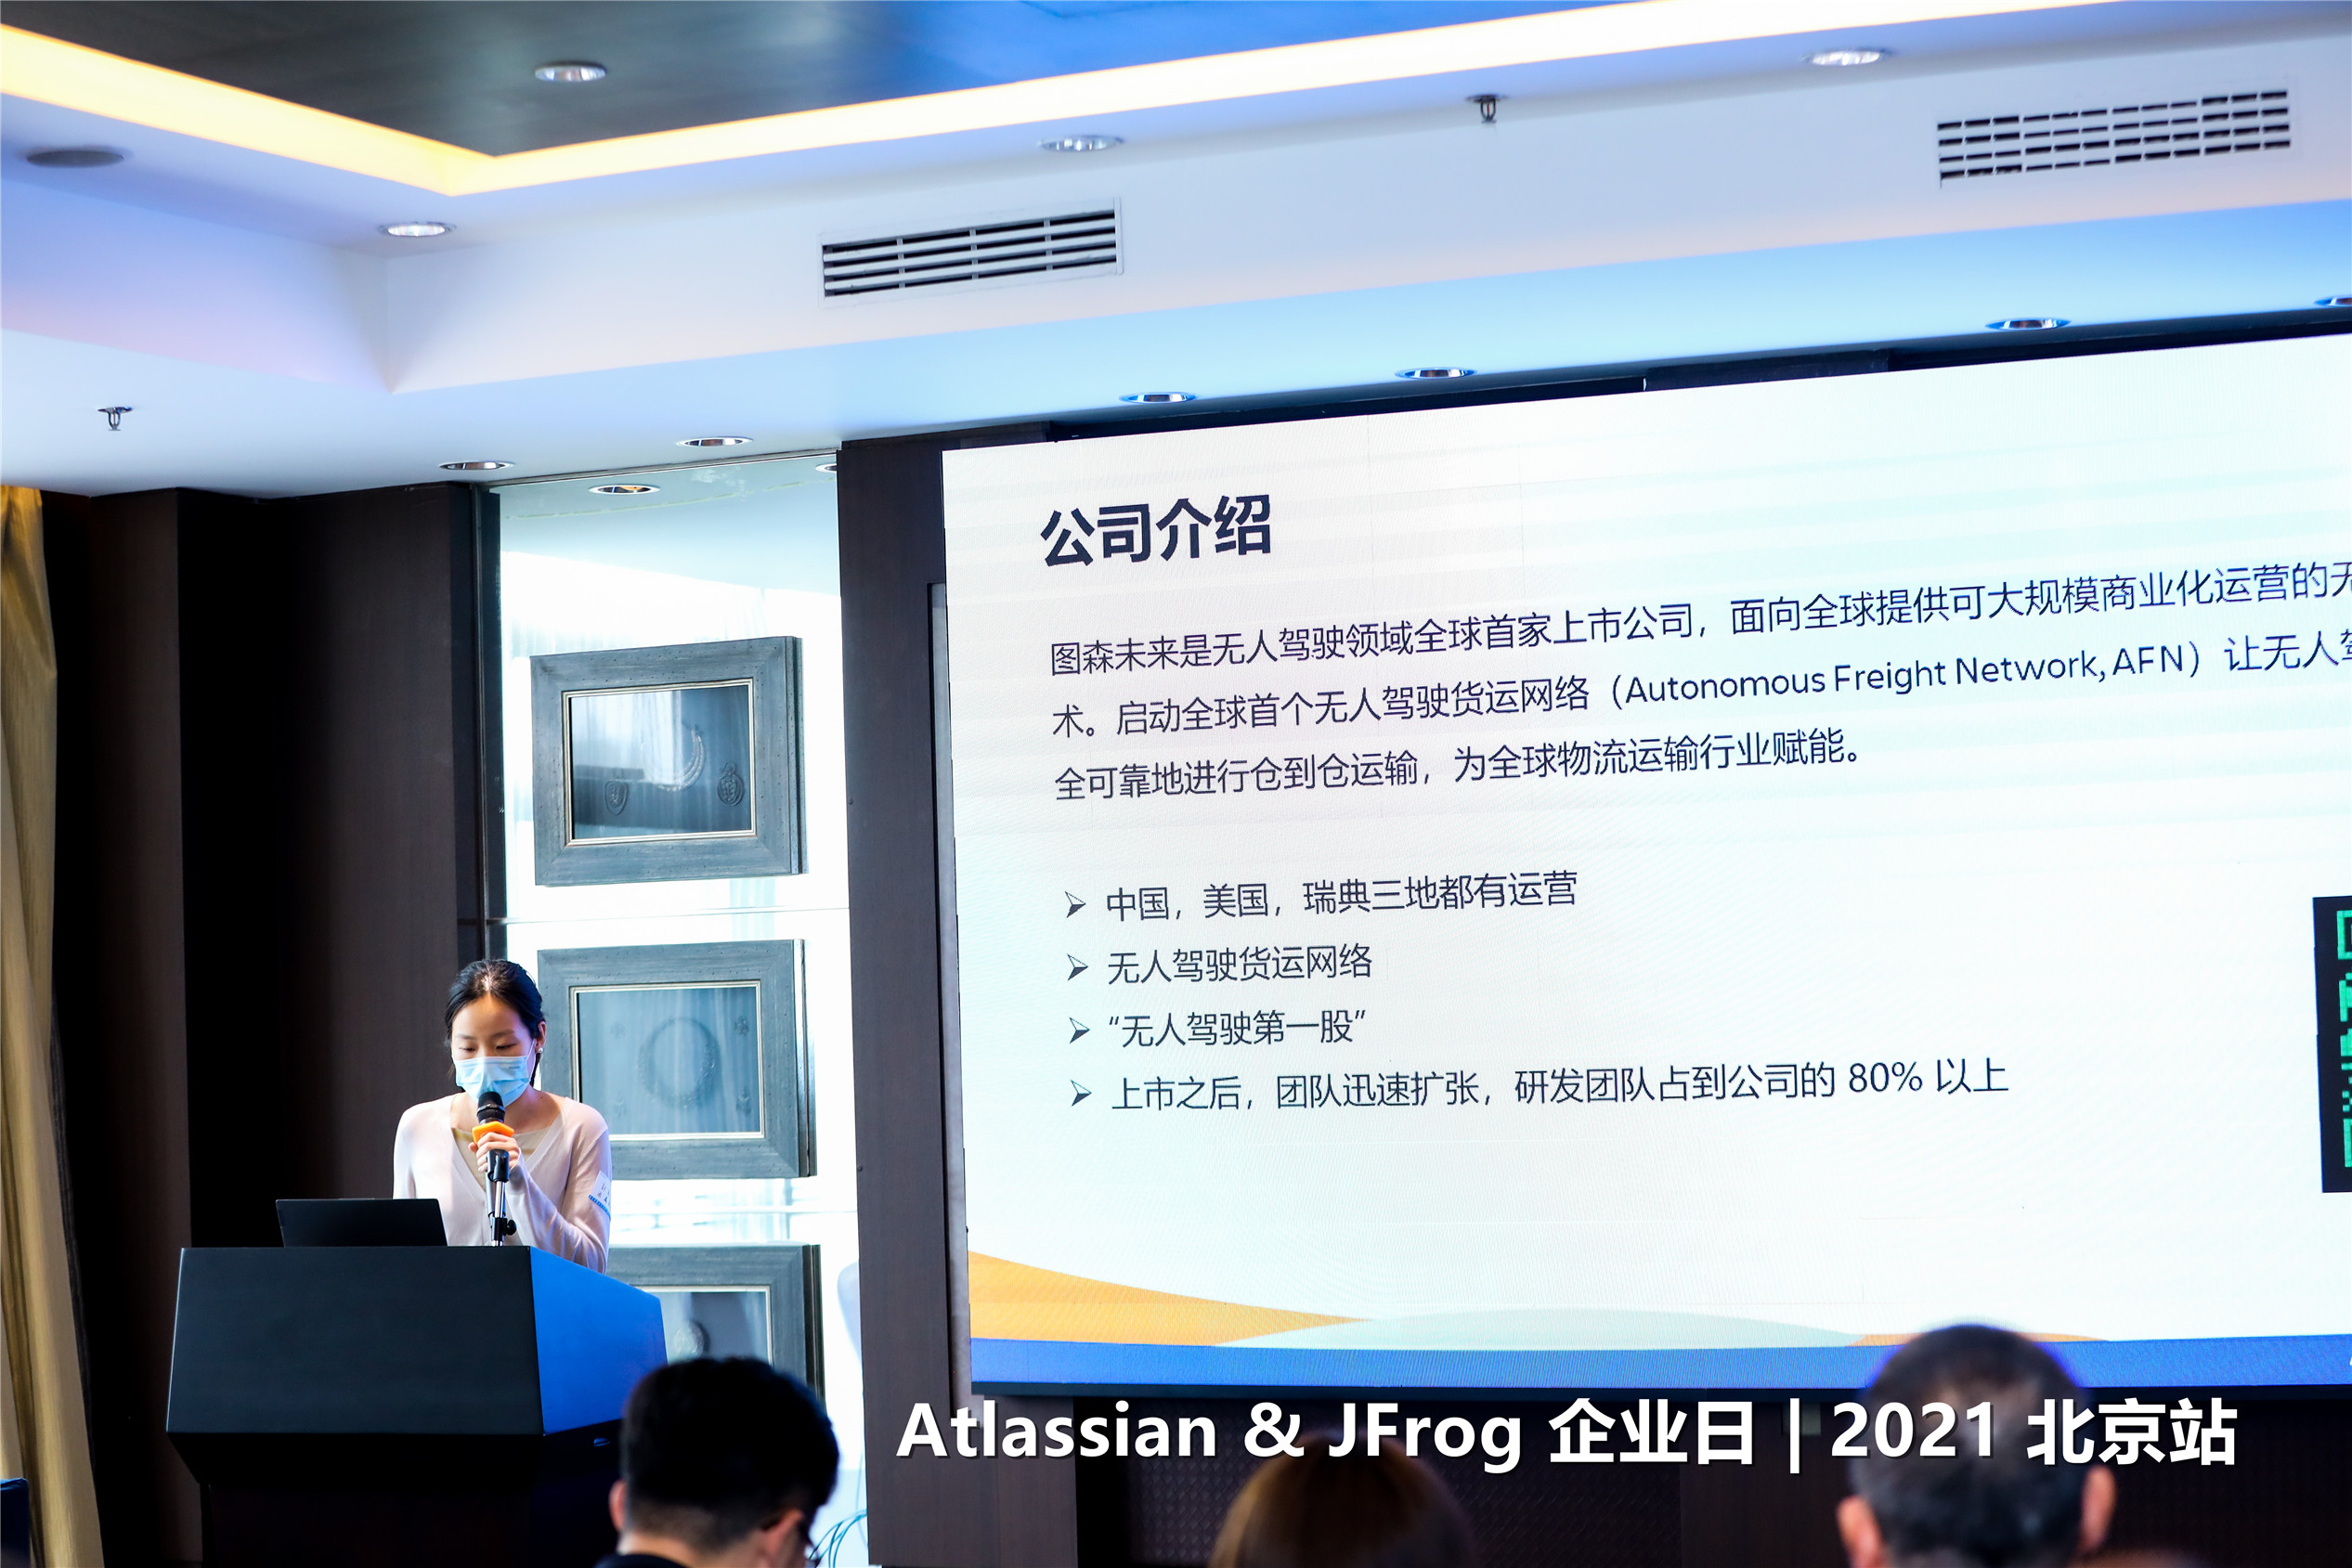 公司介绍
图森未来是无人驾驶领域全球首家上市公司，面向全球提供可大规模商业化运营的无
术。启动全球首个无人驾驶货运网络（Autonomous Freight Network, AFN）让无人驾
全可靠地进行仓到仓运输，为全球物流运输行业赋能。
➢ 中国，美国，瑞典三地都有运营
➢ 无人驾驶货运网络
➢ “无人驾驶第一股”
➢ 上市之后，团队迅速扩张，研发团队占到公司的 80% 以上
Atlassian & JFrog 企业日 | 2021 北京站